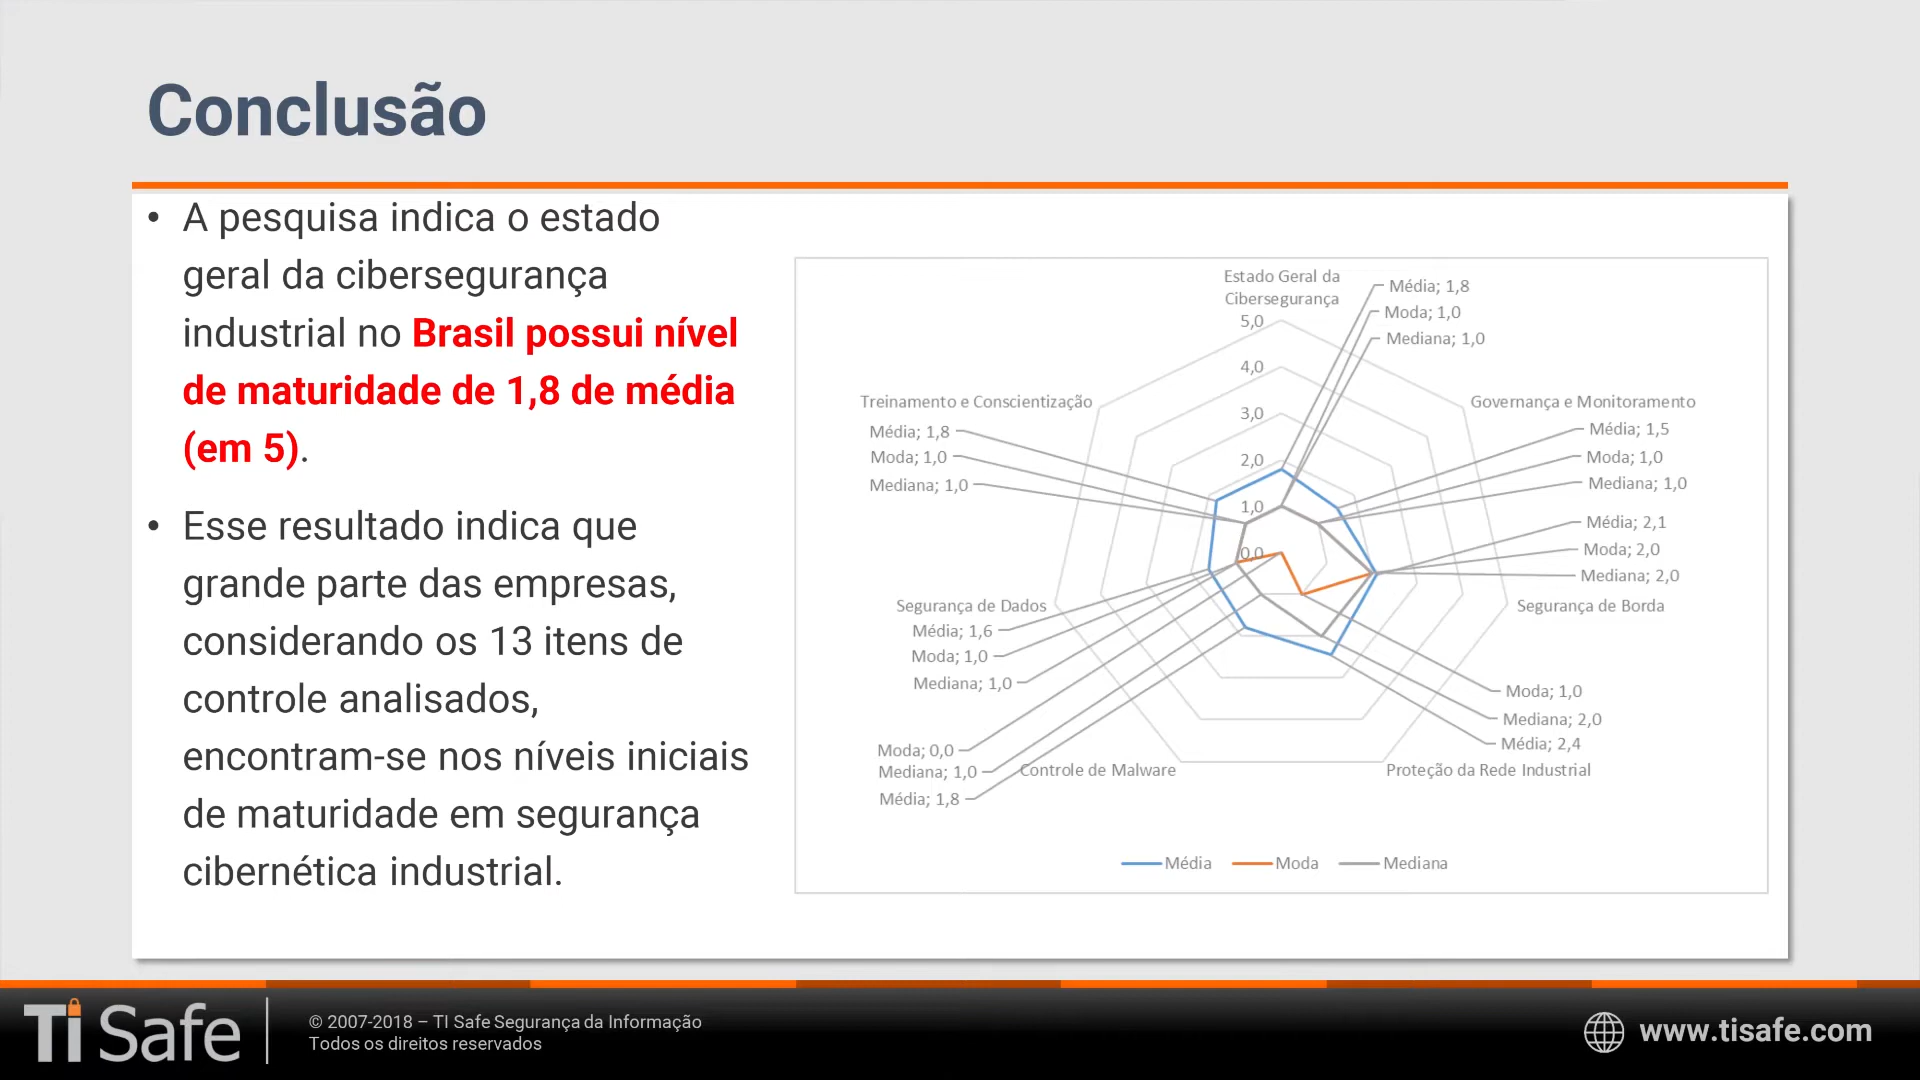 Conclusão
• A pesquisa indica o estado
geral da cibersegurança
industrial no Brasil possui nível
de maturidade de 1,8 de média
(em 5).
• Esse resultado indica que
grande parte das empresas,
considerando os 13 itens de
controle analisados,
encontram-se nos níveis iniciais
de maturidade em segurança
cibernética industrial.
Estado Geral da
Cibersegurança
Média; 1,8
Moda; 1,0
Mediana; 1,0
5,0
4,0
3,0
2,0
1,0
0,0
Governança e Monitoramento
Média; 1,5
Moda; 1,0
Mediana; 1,0
Média; 2,1
Moda; 2,0
Mediana; 2,0
Segurança de Borda
Moda; 1,0
Mediana; 2,0
Média; 2,4
Proteção da Rede Industrial
Treinamento e Conscientização
Média; 1,8
Moda; 1,0
Mediana; 1,0
Segurança de Dados
Média; 1,6
Moda; 1,0
Mediana; 1,0
Moda; 0,0
Mediana; 1,0
Média; 1,8
Controle de Malware
Média
Moda
Mediana
Ti Safe
© 2007-2018 – TI Safe Segurança da Informação
Todos os direitos reservados
www.tisafe.com